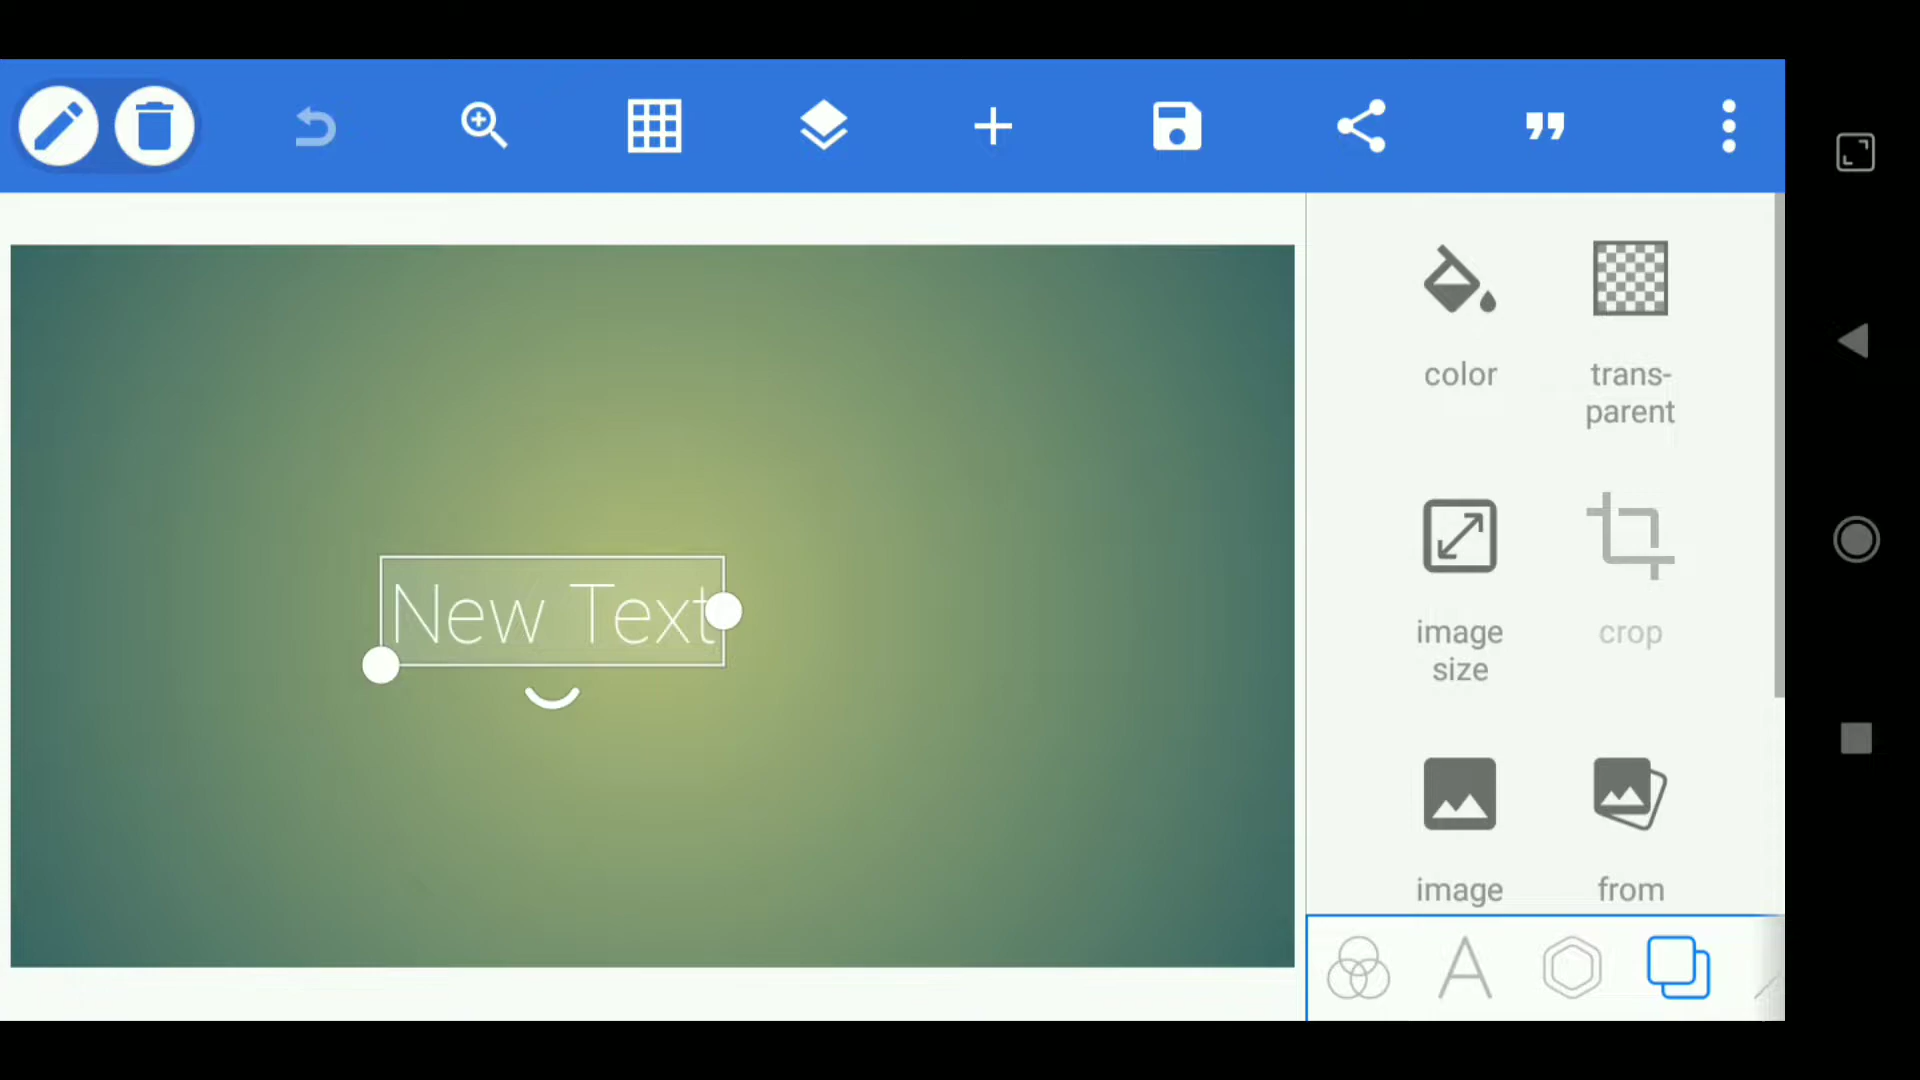 New Text
color
trans-
parent
image
size
crop
image
from